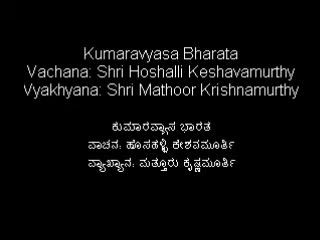 Kumaravyasa Bharata
Vachana: Shri Hoshalli Keshavamurthy
Vyakhyana: Shri Mathoor Krishnamurthy
ಕುಮಾರವ್ಯಾಸ ಭಾರತ
ವಾಚನ: ಹೊಸಹಳ್ಳಿ ಕೇಶವಮೂರ್ತಿ
ವ್ಯಾಖ್ಯಾನ: ಮತ್ತೂರು ಕೃಷ್ಣಮೂರ್ತಿ